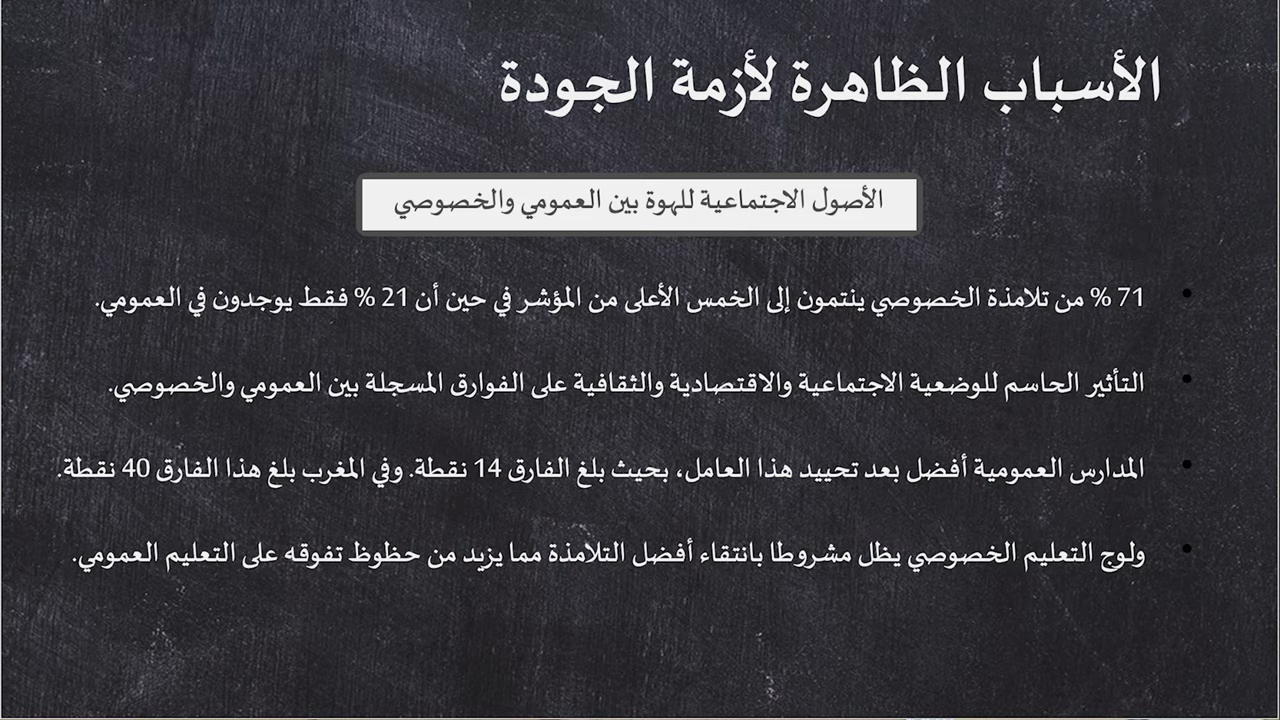 الأسباب الظاهرة لأزمة الجودة
الأصول الاجتماعية للهوة بين العمومي والخصوصي
71 % من تلامذة الخصوصي ينتمون إلى الخمس الأعلى من المؤشر في حين أن 21 % فقط يوجدون في العمومي.
التأثير الحاسم للوضعية الاجتماعية والاقتصادية والثقافية على الفوارق المسجلة بين العمومي والخصوصي.
المدارس العمومية أفضل بعد تحييد هذا العامل، بحيث بلغ الفارق 14 نقطة. وفي المغرب بلغ هذا الفارق 40 نقطة.
ولوج التعليم الخصوصي يظل مشروطا بانتقاء أفضل التلامذة مما يزيد من حظوظ تفوقه على التعليم العمومي.